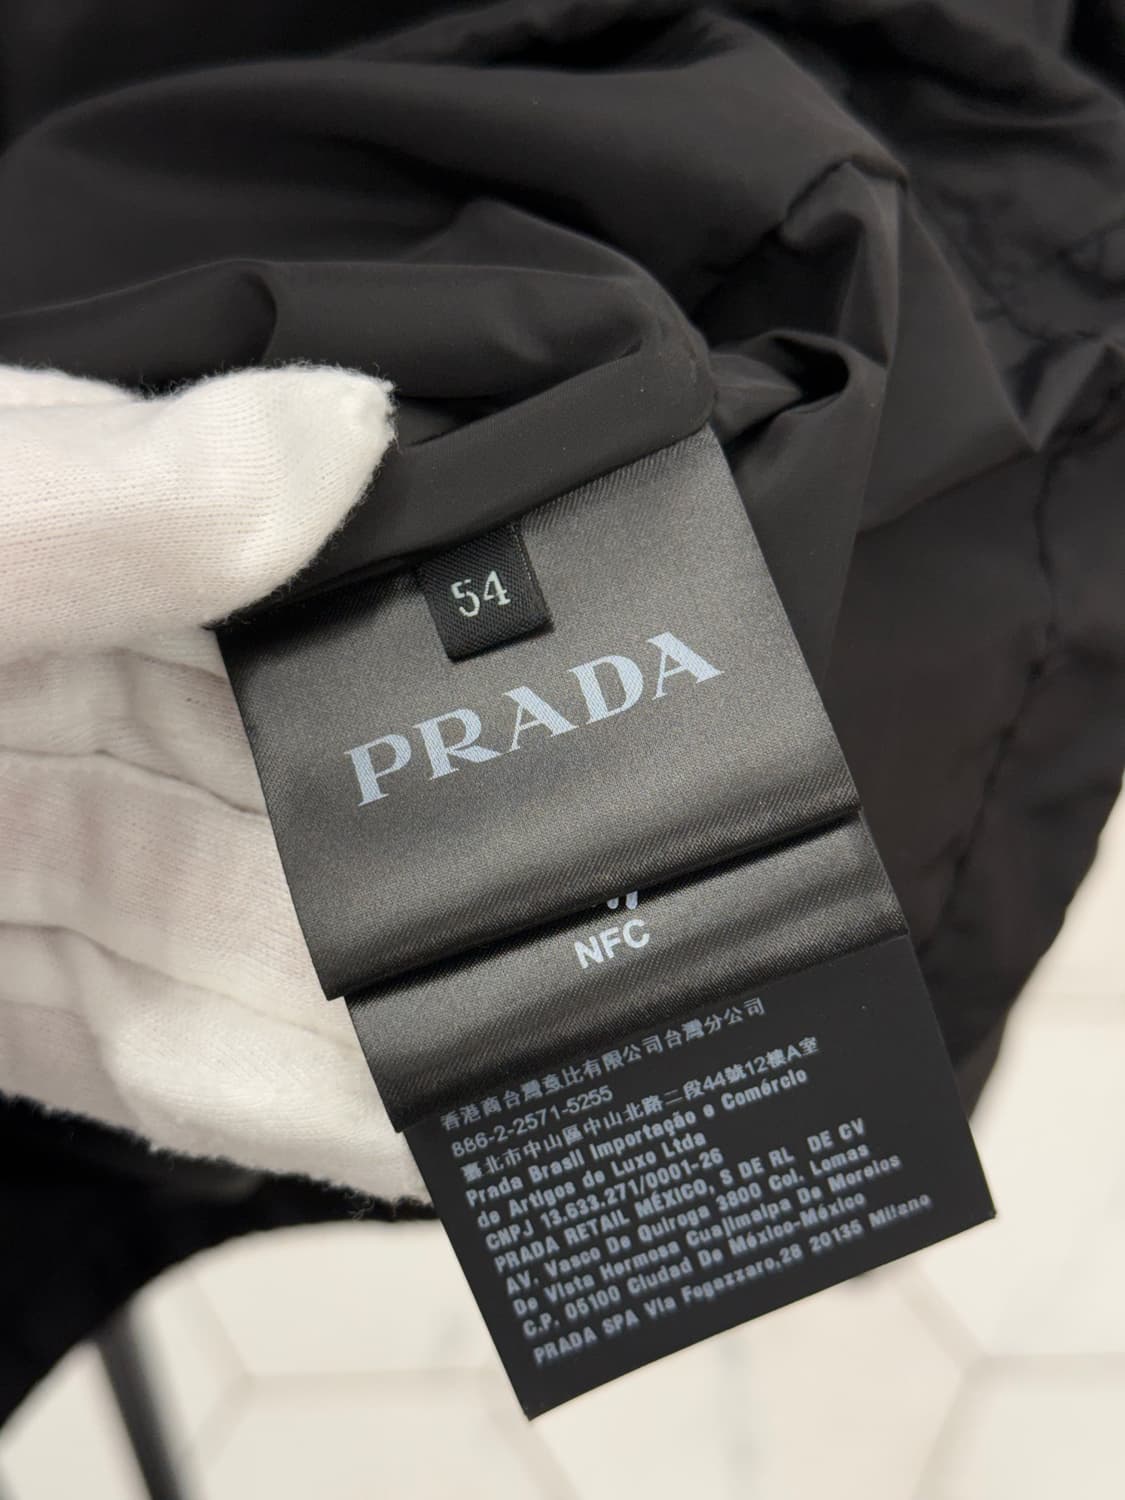 54
PRADA
NFC
香港商台灣意比有限公司台灣分公司
886-2-2571-5255
臺北市中山區中山北路二段44號12樓A室
Prada Brasil Importação e Comércio
de Artigos de Luxo Ltda
CNPJ 13.633.271/0001-26
PRADA RETAIL MÉXICO, S DE RL DE CV
AV. Vasco De Quiroga 3800 Col. Lomas
De Vista Hermosa Cuajimalpa De Morelos
C.P. 05100 Ciudad De México-México
PRADA SPA Via Fogazzaro,28 20135 Milano